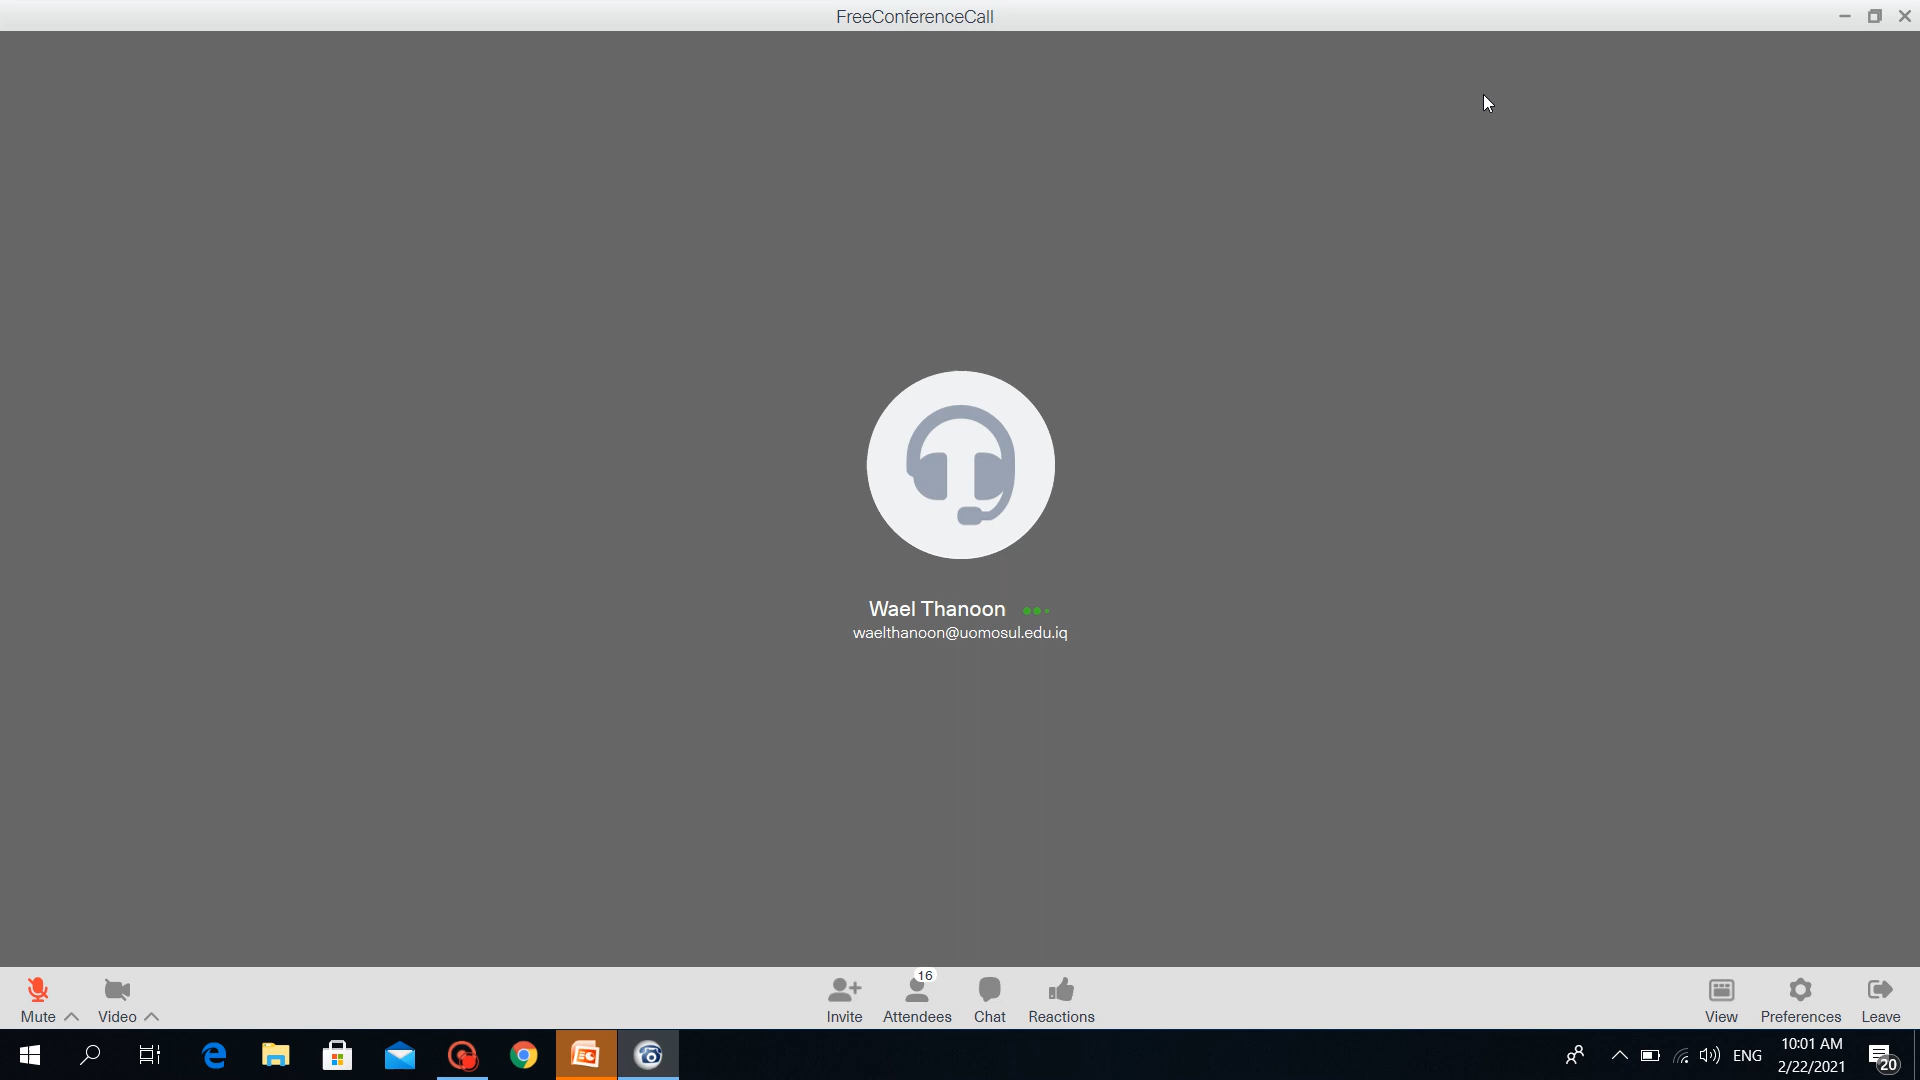 FreeConferenceCall
Wael Thanoon
waelthanoon@uomosul.edu.iq
16
Mute
Video
Invite
Attendees
Chat
Reactions
View
Preferences
Leave
ENG
10:01 AM
2/22/2021
20